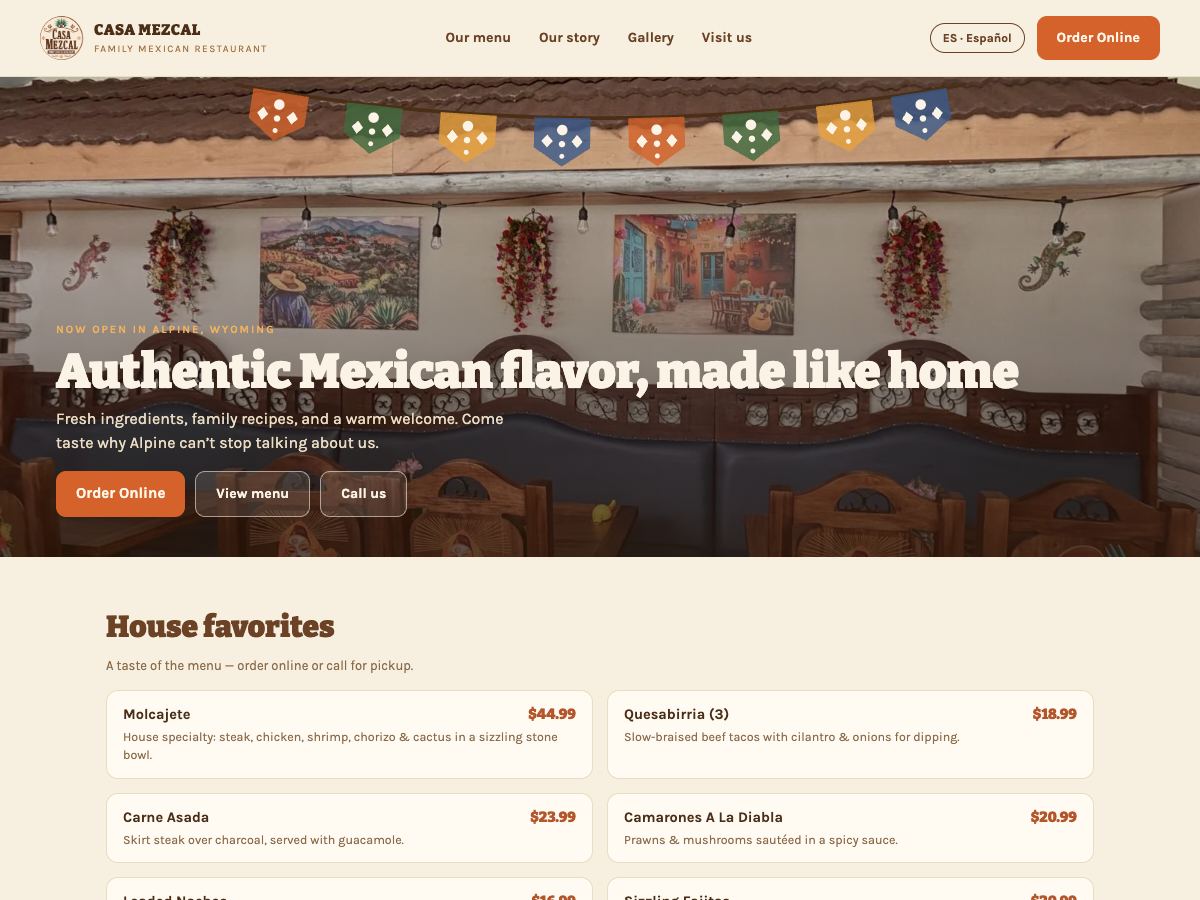 CASA MEZCAL
CASA MEZCAL
FAMILY MEXICAN RESTAURANT
Our menu
Our story
Gallery
Visit us
ES · Español
Order Online
NOW OPEN IN ALPINE, WYOMING
Authentic Mexican flavor, made like home
Fresh ingredients, family recipes, and a warm welcome. Come
taste why Alpine can’t stop talking about us.
Order Online
View menu
Call us
House favorites
A taste of the menu — order online or call for pickup.
Molcajete
$44.99
House specialty: steak, chicken, shrimp, chorizo & cactus in a sizzling stone
bowl.
Quesabirria (3)
$18.99
Slow-braised beef tacos with cilantro & onions for dipping.
Carne Asada
$23.99
Skirt steak over charcoal, served with guacamole.
Camarones A La Diabla
$20.99
Prawns & mushrooms sautéed in a spicy sauce.